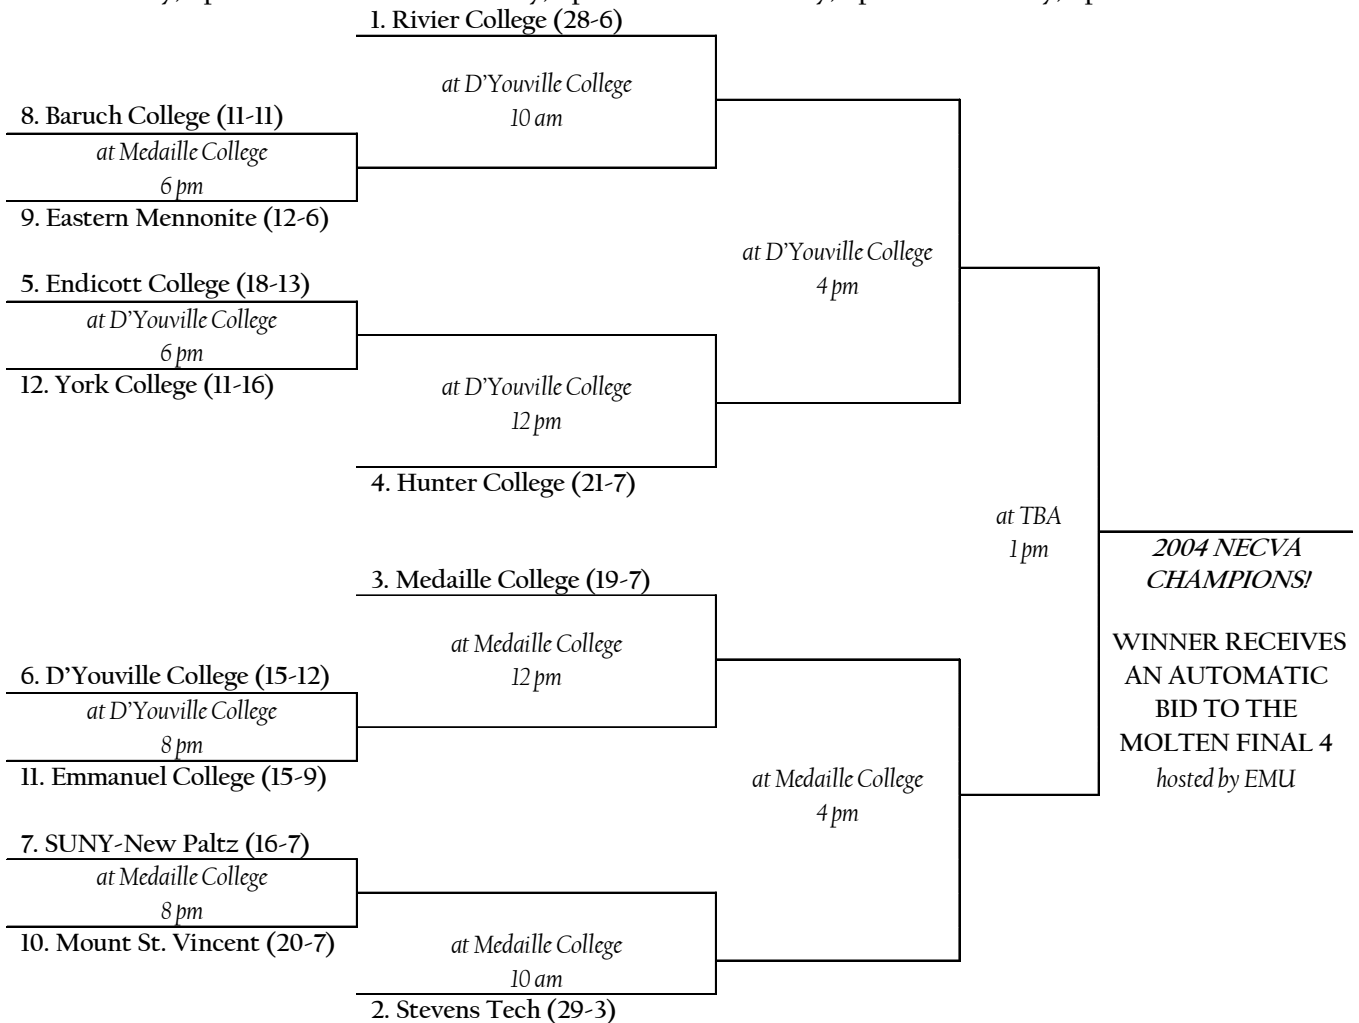 1. Rivier College (28-6)
at D'Youville College
10 am
8. Baruch College (11-11)
at Medaille College
6 pm
9. Eastern Mennonite (12-6)
at D'Youville College
4 pm
5. Endicott College (18-13)
at D'Youville College
6 pm
12. York College (11-16)
at D'Youville College
12 pm
4. Hunter College (21-7)
at TBA
1 pm
2004 NECVA
CHAMPIONS!
WINNER RECEIVES
AN AUTOMATIC
BID TO THE
MOLTEN FINAL 4
hosted by EMU
3. Medaille College (19-7)
at Medaille College
12 pm
6. D'Youville College (15-12)
at D'Youville College
8 pm
11. Emmanuel College (15-9)
at Medaille College
4 pm
7. SUNY-New Paltz (16-7)
at Medaille College
8 pm
10. Mount St. Vincent (20-7)
at Medaille College
10 am
2. Stevens Tech (29-3)